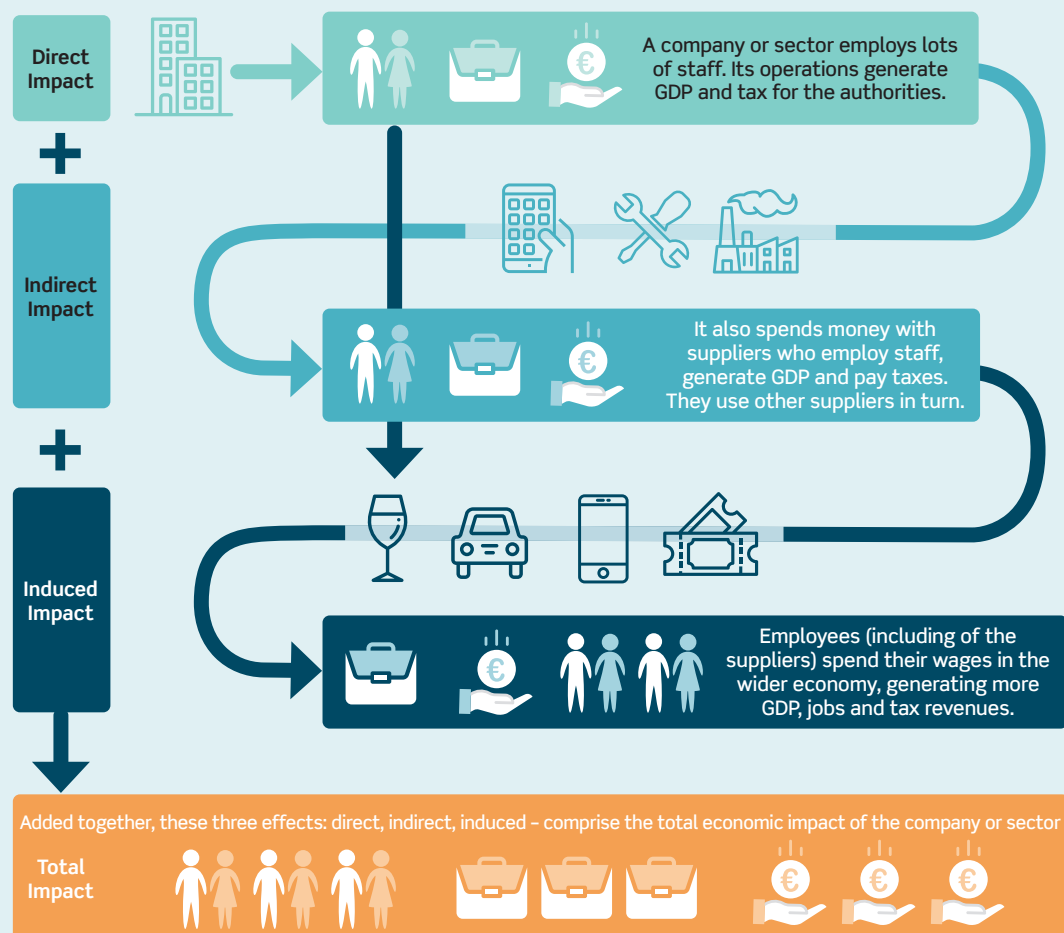 Direct
Impact
A company or sector employs lots
of staff. Its operations generate
GDP and tax for the authorities.
€
+
Indirect
Impact
It also spends money with
suppliers who employ staff,
generate GDP and pay taxes.
They use other suppliers in turn.
€
+
Induced
Impact
€
Employees (including of the
suppliers) spend their wages in the
wider economy, generating more
GDP, jobs and tax revenues.
Added together, these three effects: direct, indirect, induced – comprise the total economic impact of the company or sector
Total
Impact
€ € €